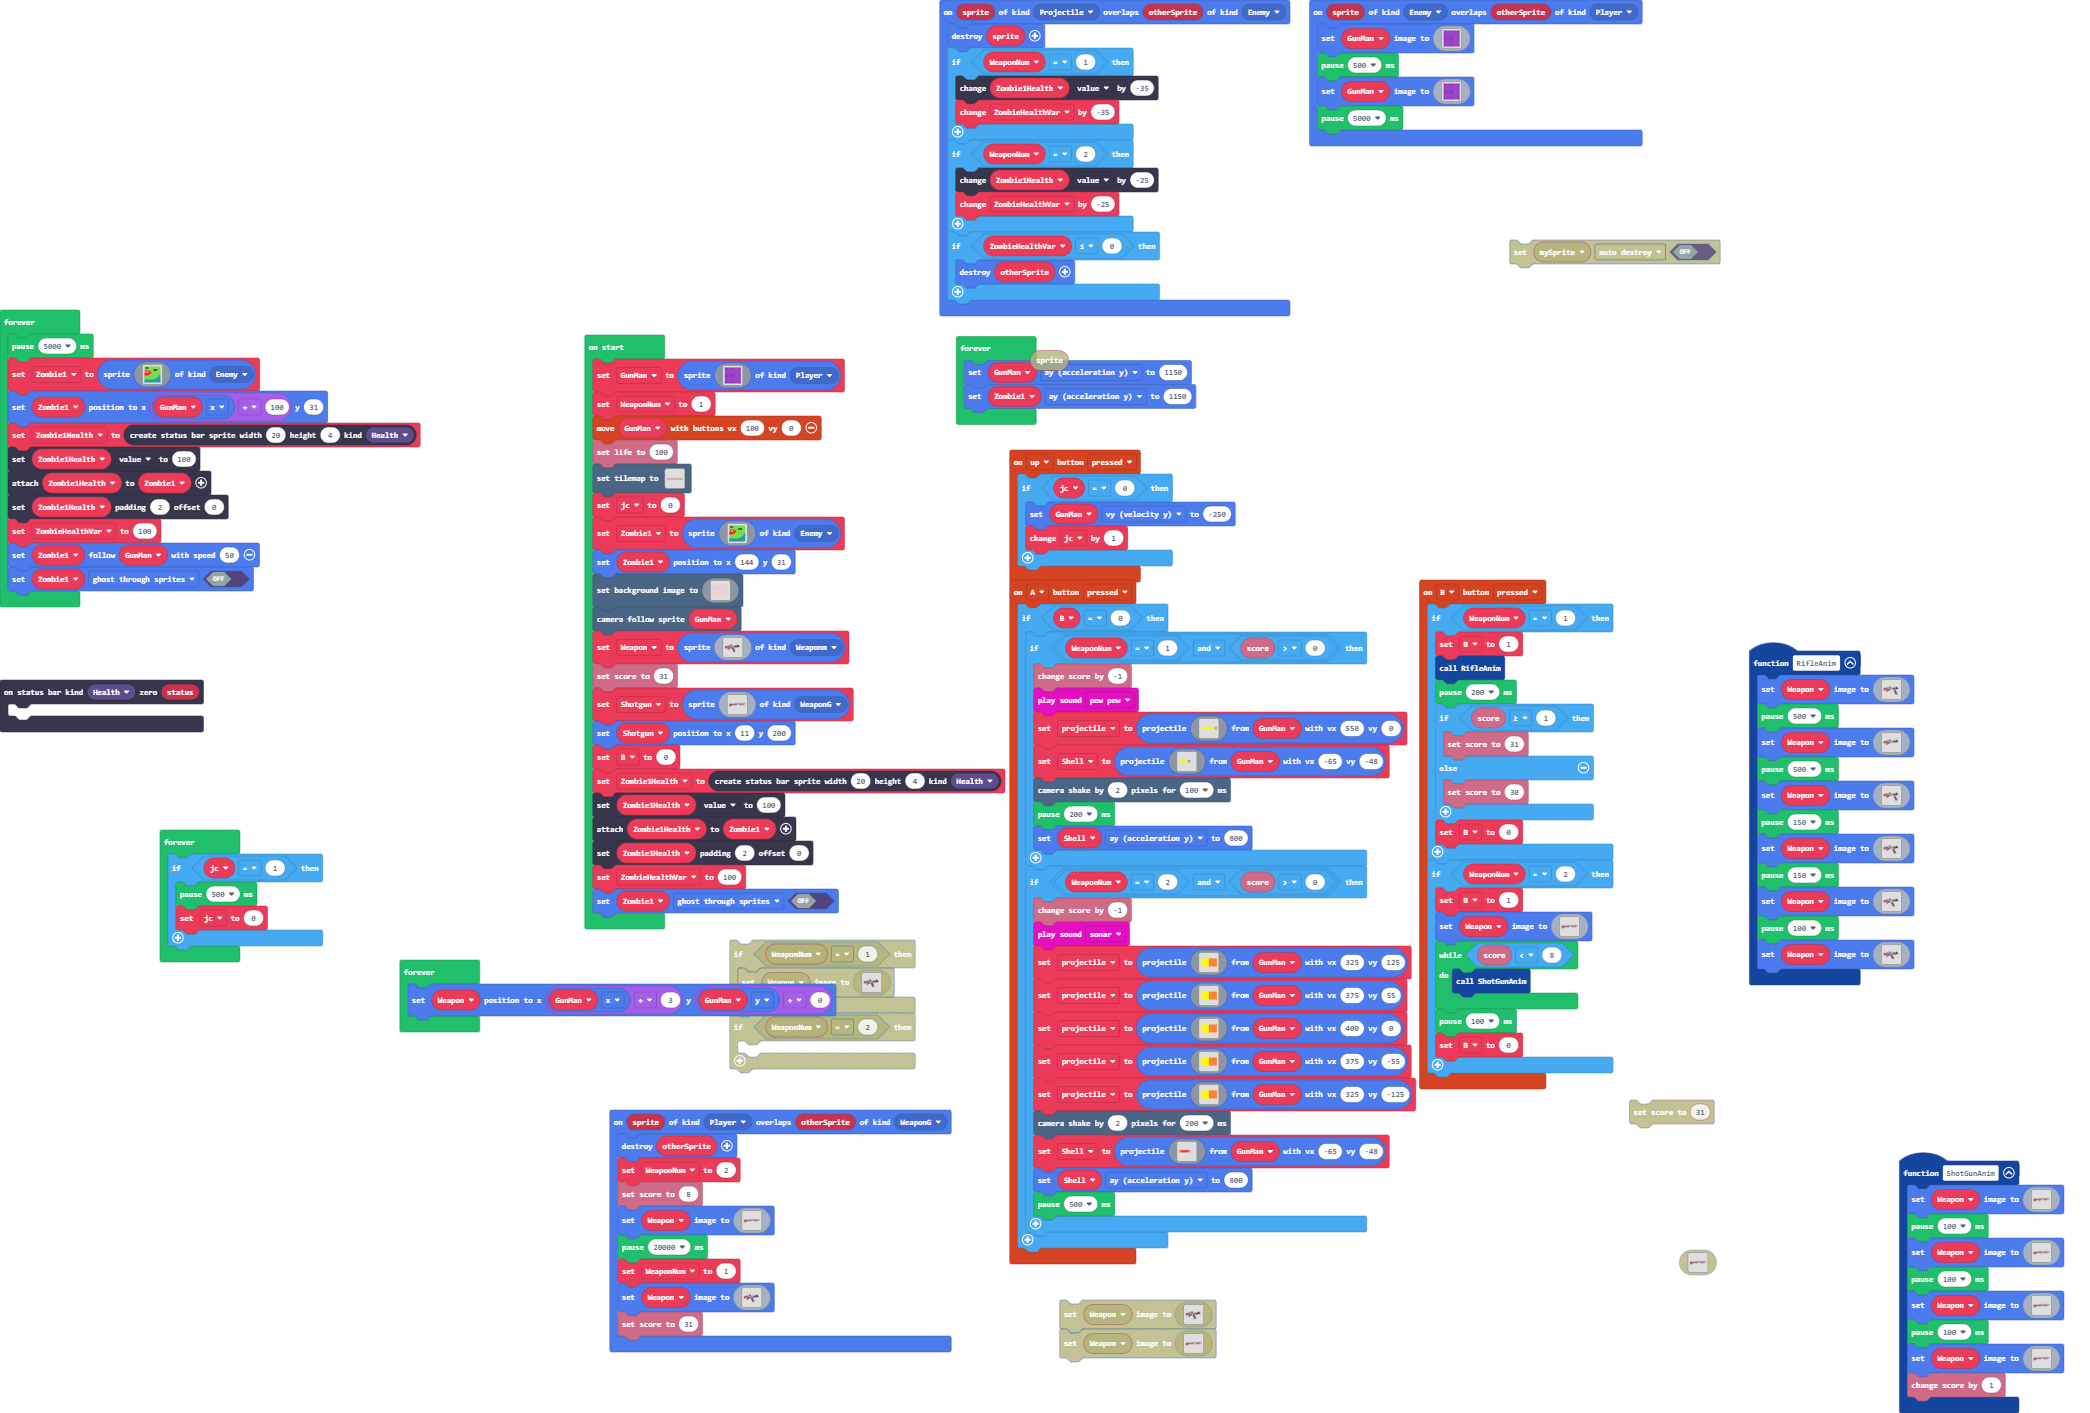 on sprite of kind Projectile overlaps otherSprite of kind Enemy
destroy sprite
if WeaponNum = 1 then
change Zombie1Health value by -35
change ZombieHealthVar by -35
if WeaponNum = 2 then
change Zombie1Health value by -25
change ZombieHealthVar by -25
if ZombieHealthVar ≤ 0 then
destroy otherSprite
on sprite of kind Enemy overlaps otherSprite of kind Player
set GunMan image to
pause 500 ms
set GunMan image to
pause 5000 ms
set mySprite auto destroy OFF
forever
pause 5000 ms
set Zombie1 to sprite of kind Enemy
set Zombie1 position to x GunMan x + 100 y 31
set Zombie1Health to create status bar sprite width 20 height 4 kind Health
set Zombie1Health value to 100
attach Zombie1Health to Zombie1
set Zombie1Health padding 2 offset 0
set ZombieHealthVar to 100
set Zombie1 follow GunMan with speed 50
set Zombie1 ghost through sprites OFF
on status bar kind Health zero status
forever
if jc = 1 then
pause 500 ms
set jc to 0
on start
set GunMan to sprite of kind Player
set WeaponNum to 1
move GunMan with buttons vx 100 vy 0
set life to 100
set tilemap to
set jc to 0
set Zombie1 to sprite of kind Enemy
set Zombie1 position to x 144 y 31
set background image to
camera follow sprite GunMan
set Weapon to sprite of kind Weaponm
set score to 31
set Shotgun to sprite of kind WeaponG
set Shotgun position to x 11 y 200
set B to 0
set Zombie1Health to create status bar sprite width 20 height 4 kind Health
set Zombie1Health value to 100
attach Zombie1Health to Zombie1
set Zombie1Health padding 2 offset 0
set ZombieHealthVar to 100
set Zombie1 ghost through sprites OFF
forever
sprite
set GunMan ay (acceleration y) to 1150
set Zombie1 ay (acceleration y) to 1150
on up button pressed
if jc = 0 then
set GunMan vy (velocity y) to -250
change jc by 1
on A button pressed
if B = 0 then
if WeaponNum = 1 and score > 0 then
change score by -1
play sound pew pew
set projectile to projectile from GunMan with vx 550 vy 0
set Shell to projectile from GunMan with vx -65 vy -48
camera shake by 2 pixels for 100 ms
pause 200 ms
set Shell ay (acceleration y) to 800
if WeaponNum = 2 and score > 0 then
change score by -1
play sound sonar
set projectile to projectile from GunMan with vx 325 vy 125
set projectile to projectile from GunMan with vx 375 vy 55
set projectile to projectile from GunMan with vx 400 vy 0
set projectile to projectile from GunMan with vx 375 vy -55
set projectile to projectile from GunMan with vx 325 vy -125
camera shake by 2 pixels for 200 ms
set Shell to projectile from GunMan with vx -65 vy -48
set Shell ay (acceleration y) to 800
pause 500 ms
on B button pressed
if WeaponNum = 1 then
set B to 1
call RifleAnim
pause 200 ms
if score ≥ 1 then
set score to 31
else
set score to 30
set B to 0
if WeaponNum = 2 then
set B to 1
set Weapon image to
while score < 8
do call ShotGunAnim
pause 100 ms
set B to 0
function RifleAnim
set Weapon image to
pause 500 ms
set Weapon image to
pause 500 ms
set Weapon image to
pause 150 ms
set Weapon image to
pause 150 ms
set Weapon image to
pause 100 ms
set Weapon image to
if WeaponNum = 1 then
image to
if WeaponNum = 2 then
forever
set Weapon position to x GunMan x + 3 y GunMan y + 0
on sprite of kind Player overlaps otherSprite of kind WeaponG
destroy otherSprite
set WeaponNum to 2
set score to 8
set Weapon image to
pause 20000 ms
set WeaponNum to 1
set Weapon image to
set score to 31
set Weapon image to
set Weapon image to
set score to 31
function ShotGunAnim
set Weapon image to
pause 100 ms
set Weapon image to
pause 100 ms
set Weapon image to
pause 100 ms
set Weapon image to
change score by 1